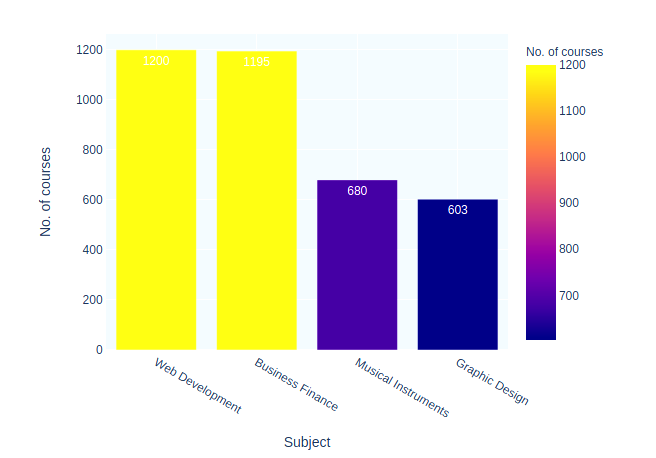 No. of courses
1200
1000
800
600
400
200
0
No. of courses
1200
1195
680
603
Web Development
Business Finance
Musical Instruments
Graphic Design
Subject
1200
1100
1000
900
800
700